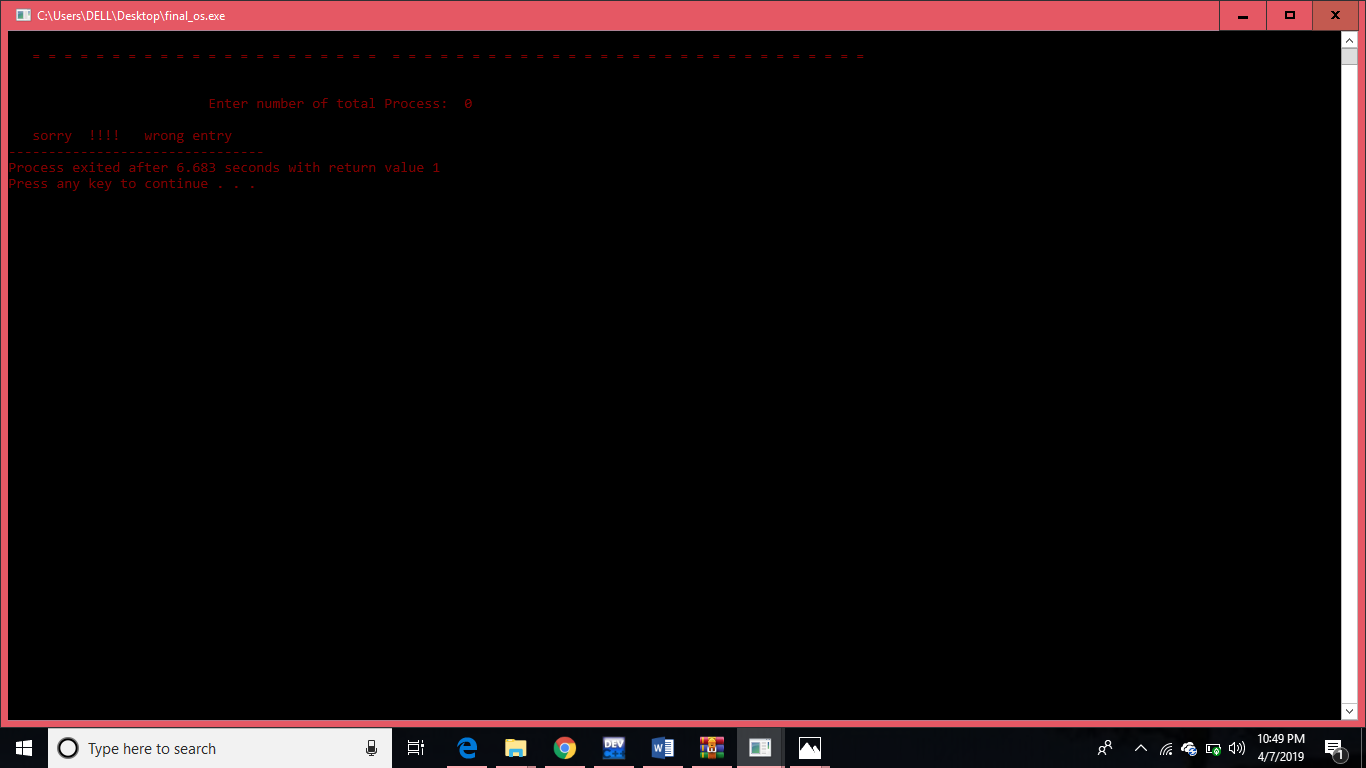 C:\Users\DELL\Desktop\final_os.exe
= = = = = = = = = = = = = = = = = = = = = =  = = = = = = = = = = = = = = = = = = = = = = = = = = = = = =
Enter number of total Process:  0
sorry  !!!!   wrong entry
--------------------------------
Process exited after 6.683 seconds with return value 1
Press any key to continue . . .
Type here to search
DEV
10:49 PM
4/7/2019
1